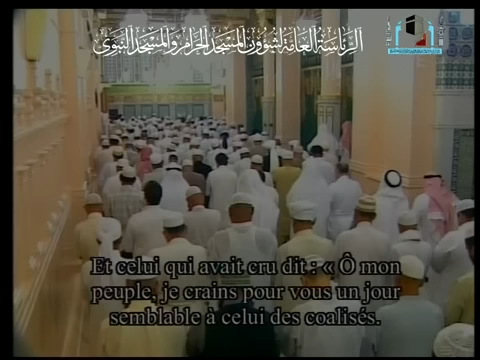 الرئاسة العامة لشؤون المسجد الحرام والمسجد النبوي
Et celui qui avait cru dit : « Ô mon
peuple, je crains pour vous un jour
semblable à celui des coalisés.